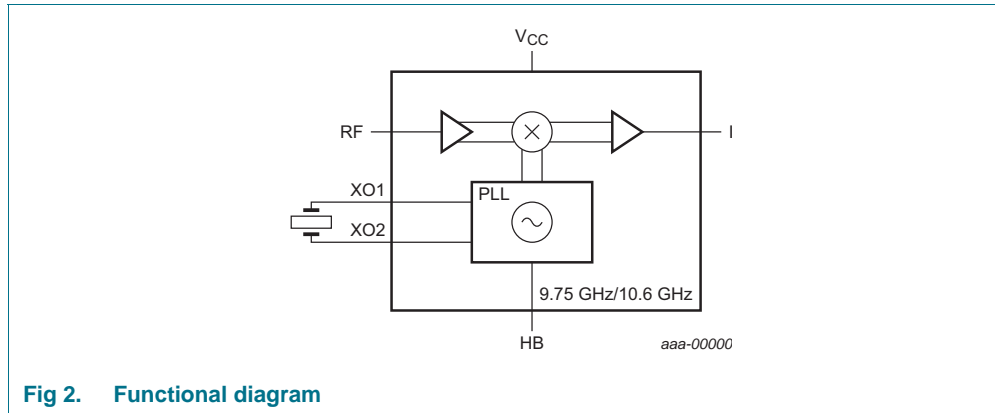 VCC
RF
I
XO1
PLL
XO2
9.75 GHz/10.6 GHz
HB
aaa-00000
Fig 2. Functional diagram